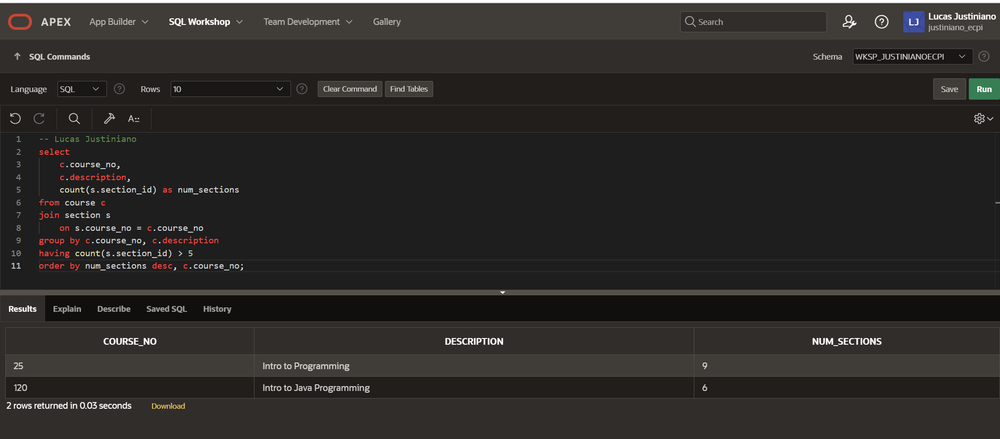 APEX App Builder SQL Workshop Team Development Gallery Search LJ Lucas Justiniano
justiniano_ecpi
SQL Commands Schema WKSP_JUSTINIANOECPI
Language SQL Rows 10 Clear Command Find Tables Save Run
A
1 -- Lucas Justiniano
2 select
3 c.course_no,
4 c.description,
5 count(s.section_id) as num_sections
6 from course c
7 join section s
8 on s.course_no = c.course_no
9 group by c.course_no, c.description
10 having count(s.section_id) > 5
11 order by num_sections desc, c.course_no;
Results Explain Describe Saved SQL History
COURSE_NO DESCRIPTION NUM_SECTIONS
25 Intro to Programming 9
120 Intro to Java Programming 6
2 rows returned in 0.03 seconds Download